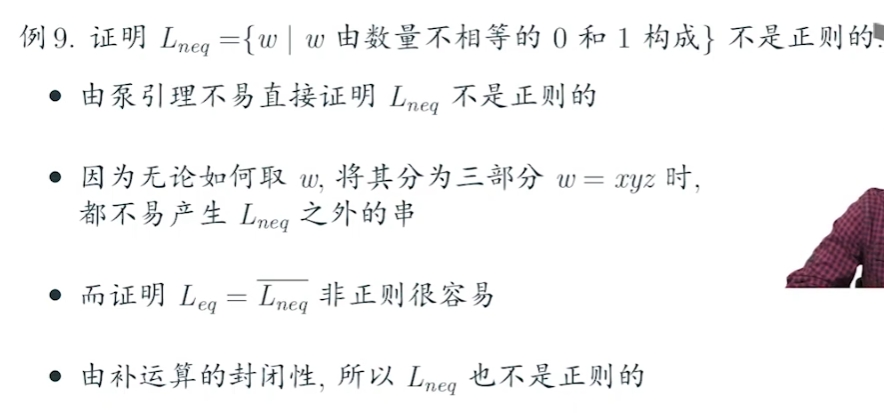 例 9. 证明 L_{neq} ={w | w 由数量不相等的 0 和 1 构成} 不是正则的.
• 由泵引理不易直接证明 L_{neq} 不是正则的
• 因为无论如何取 w, 将其分为三部分 w = xyz 时,
都不易产生 L_{neq} 之外的串
• 而证明 L_{eq} = \overline{L_{neq}} 非正则很容易
• 由补运算的封闭性, 所以 L_{neq} 也不是正则的